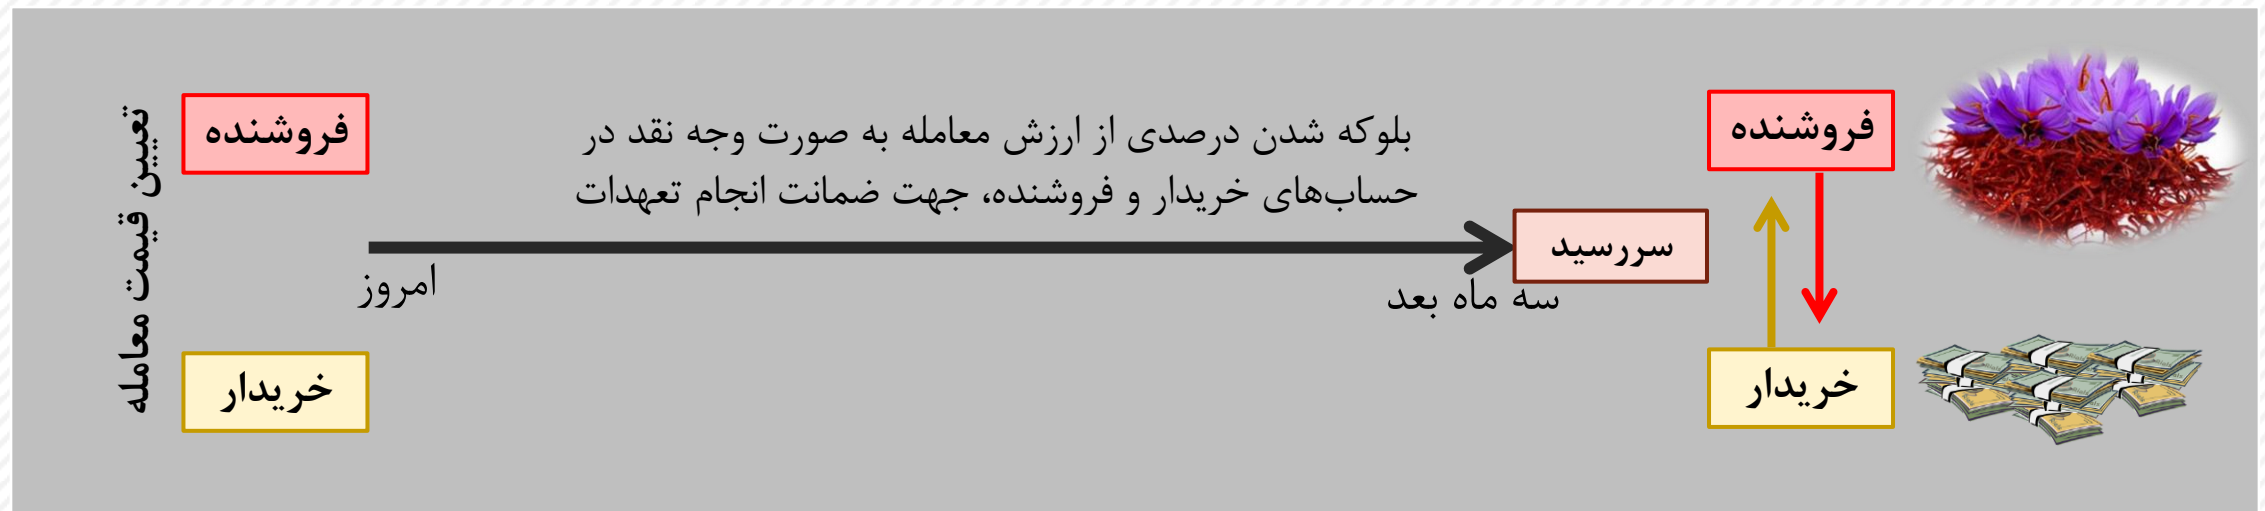 تعیین قیمت معامله
فروشنده
خریدار
امروز
بلوکه شدن درصدی از ارزش معامله به صورت وجه نقد در
حساب‌های خریدار و فروشنده، جهت ضمانت انجام تعهدات
سررسید
سه ماه بعد
فروشنده
خریدار